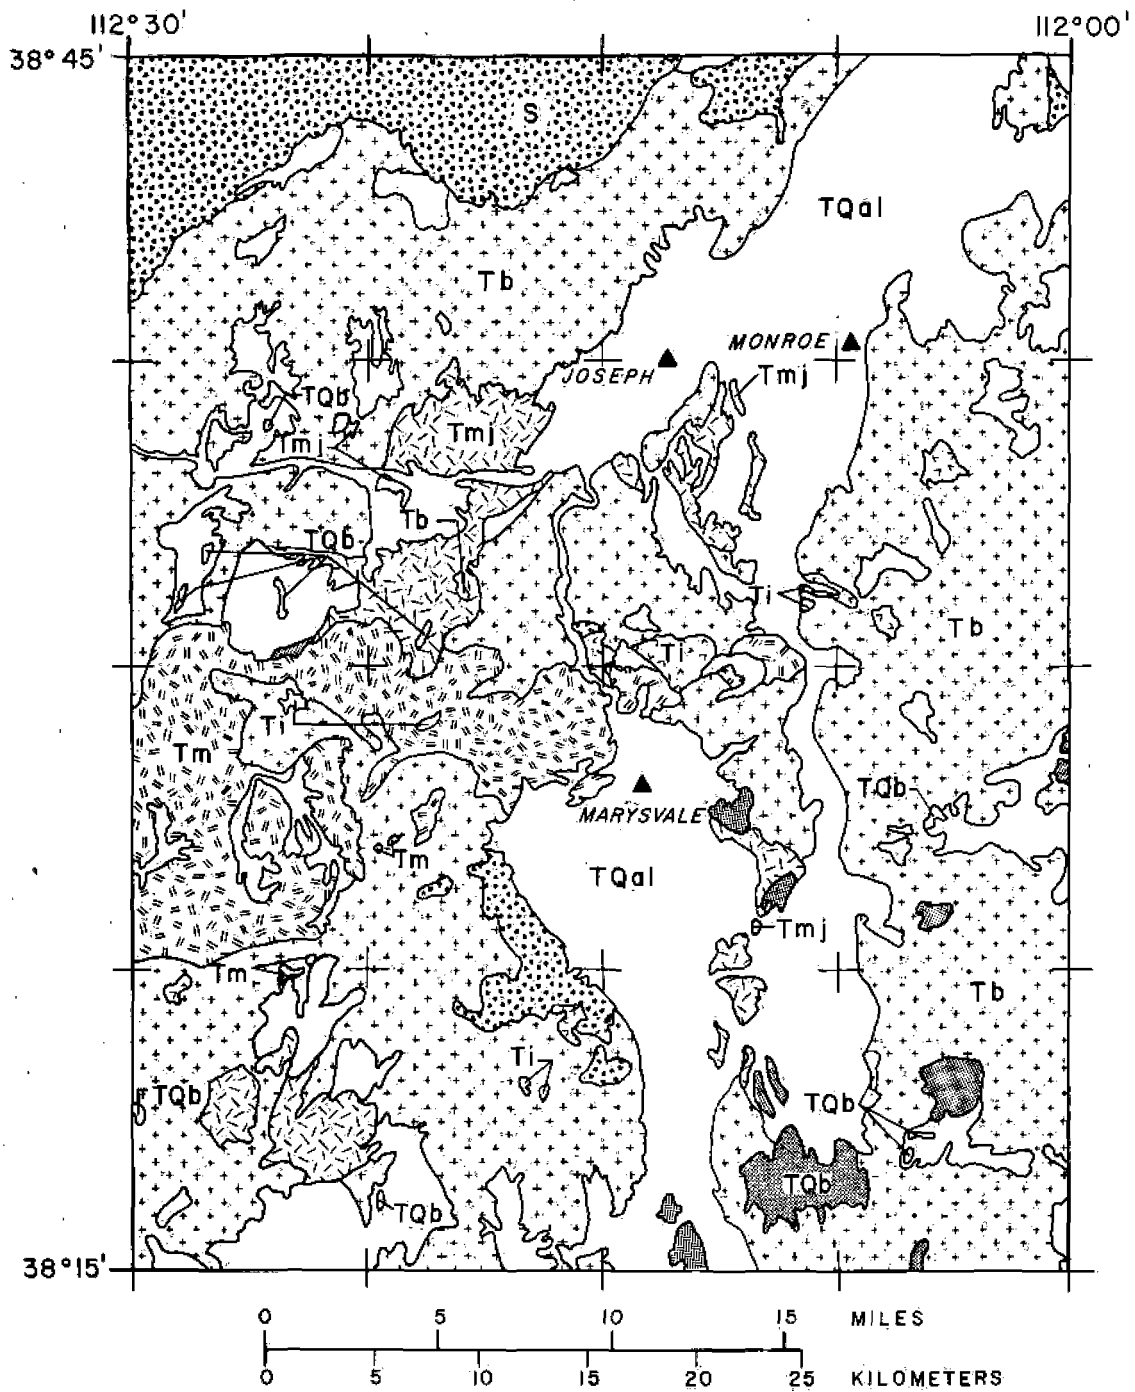 112°30'
112°00'
38°45'
S
TQal
Tb
MONROE
JOSEPH
Tmj
TQb
Tmj
Tmj
Tb
TQb
Ti
Tb
Ti
Ti
Tm
TQb
MARYSVALE
Tm
TQal
Tmj
Tm
Tb
Ti
TQb
TQb
TQb
TQb
38°15'
0 5 10 15 MILES
0 5 10 15 20 25 KILOMETERS